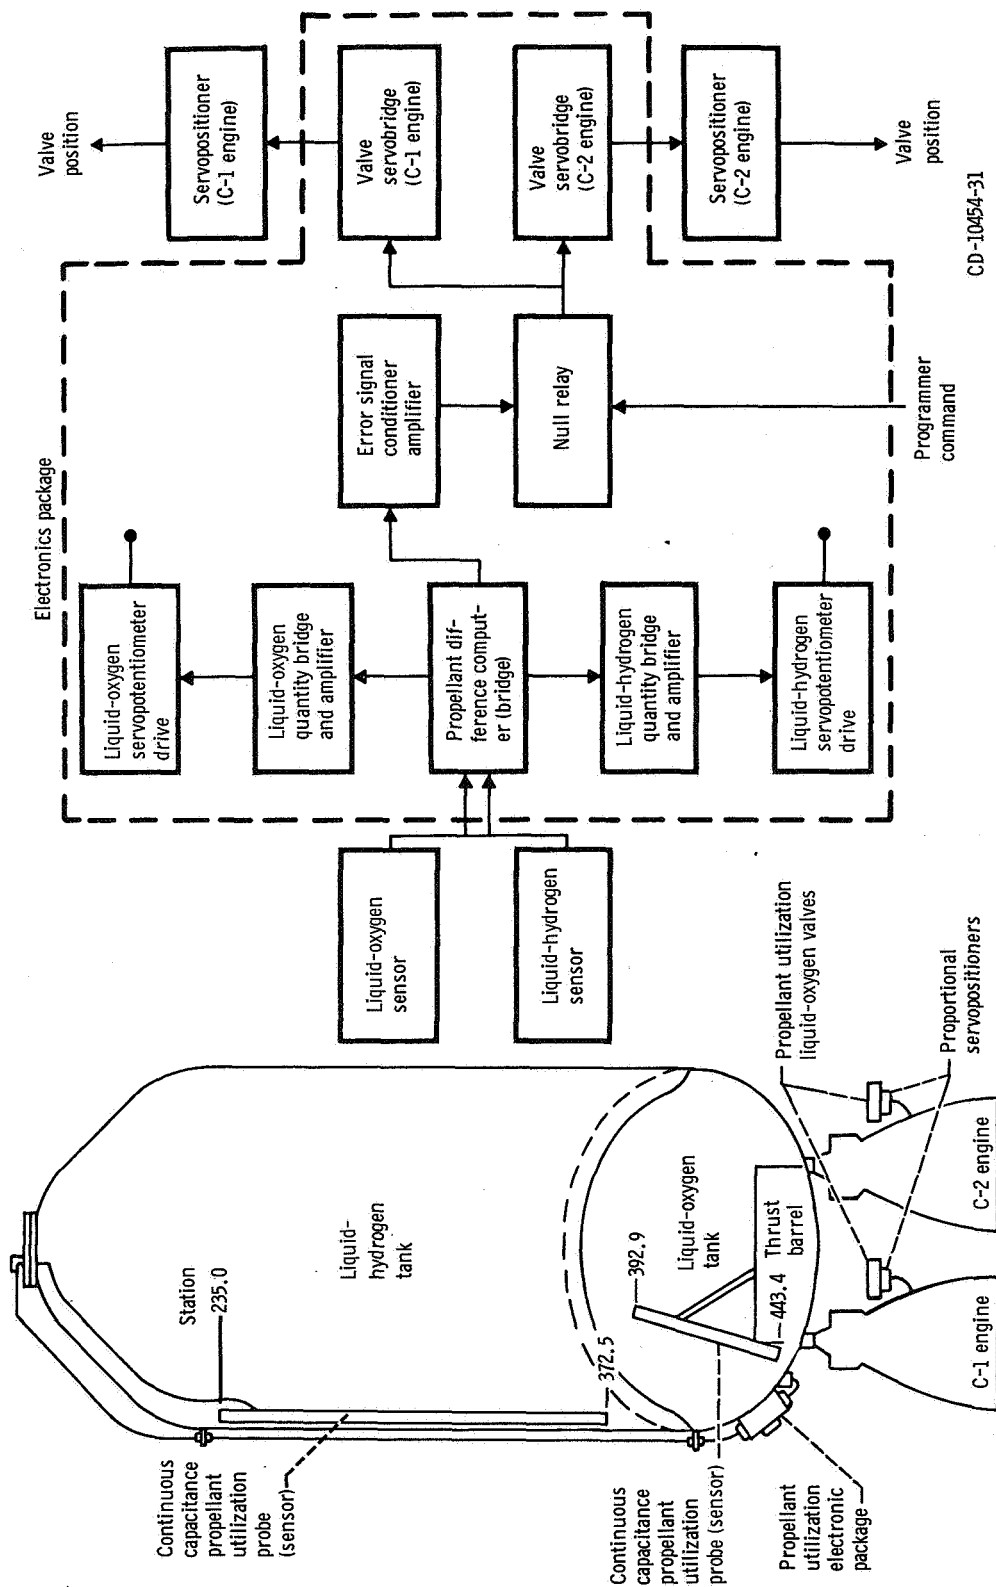 Continuous
capacitance
propellant
utilization
probe
(sensor)
Station
235.0
Liquid-
hydrogen
tank
372.5
392.9
Liquid-oxygen
tank
Thrust
barrel
443.4
Continuous
capacitance
propellant
utilization
probe (sensor)
Propellant
utilization
electronic
package
C-1 engine
C-2 engine
Propellant utilization
liquid-oxygen valves
Proportional
servopositioners
Liquid-oxygen
sensor
Liquid-hydrogen
sensor
Electronics package
Liquid-oxygen
servopotentiometer
drive
Liquid-oxygen
quantity bridge
and amplifier
Propellant dif-
ference comput-
er (bridge)
Liquid-hydrogen
quantity bridge
and amplifier
Liquid-hydrogen
servopotentiometer
drive
Error signal
conditioner
amplifier
Null relay
Programmer
command
Valve
position
Servopositioner
(C-1 engine)
Valve
servobridge
(C-1 engine)
Valve
servobridge
(C-2 engine)
Servopositioner
(C-2 engine)
Valve
position
CD-10454-31